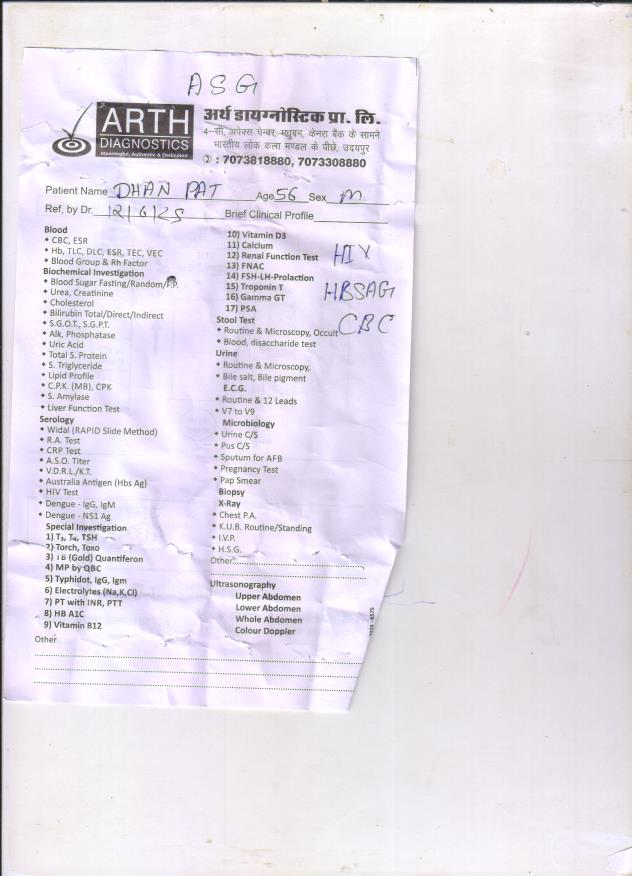 ASG
ARTH
DIAGNOSTICS
Meaningful, Authentic & Dedicated
अर्थ डायग्नोस्टिक प्रा. लि.
4–सी, अपेक्स चेम्बर, मधुबन, केनरा बैंक के सामने
भारतीय लोक कला मण्डल के पीछे, उदयपुर
: 7073818880, 7073308880
Patient Name DHAN PAT Age 56 Sex M
Ref. by Dr. 12/6/25 Brief Clinical Profile
Blood
• CBC, ESR
• Hb, TLC, DLC, ESR, TEC, VEC
• Blood Group & Rh Factor
Biochemical Investigation
• Blood Sugar Fasting/Random/P.P.
• Urea, Creatinine
• Cholesterol
• Bilirubin Total/Direct/Indirect
• S.G.O.T., S.G.P.T.
• Alk, Phosphatase
• Uric Acid
• Total S. Protein
• S. Triglyceride
• Lipid Profile
• C.P.K. (MB), CPK
• S. Amylase
• Liver Function Test
Serology
• Widal (RAPID Slide Method)
• R.A. Test
• CRP Test
• A.S.O. Titer
• V.D.R.L./K.T.
• Australia Antigen (Hbs Ag)
• HIV Test
• Dengue - IgG, IgM
• Dengue - NS1 Ag
Special Investigation
1) T₃, T₄, TSH
2) Torch, Toxo
3) TB (Gold) Quantiferon
4) MP by QBC
5) Typhidot, IgG, Igm
6) Electrolytes (Na,K,Cl)
7) PT with INR, PTT
8) HB A1C
9) Vitamin B12
Other
10) Vitamin D3
11) Calcium
12) Renal Function Test
13) FNAC
14) FSH-LH-Prolaction
15) Troponin T
16) Gamma GT
17) PSA
HIV
HBSAG
CBC
Stool Test
• Routine & Microscopy, Occult
• Blood, disaccharide test
Urine
• Routine & Microscopy,
• Bile salt, Bile pigment
E.C.G.
• Routine & 12 Leads
• V7 to V9
Microbiology
• Urine C/S
• Pus C/S
• Sputum for AFB
• Pregnancy Test
• Pap Smear
Biopsy
X-Ray
• Chest P.A.
• K.U.B. Routine/Standing
• I.V.P.
• H.S.G.
Other
Ultrasonography
Upper Abdomen
Lower Abdomen
Whole Abdomen
Colour Doppler